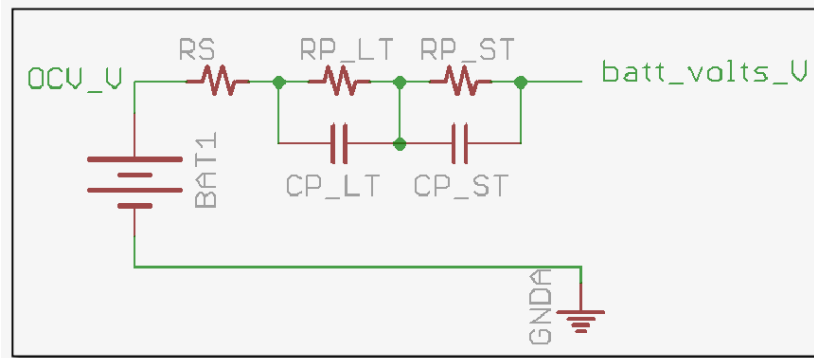 RS
RP_LT
RP_ST
OCV_V
batt_volts_V
BAT1
CP_LT
CP_ST
GNDA